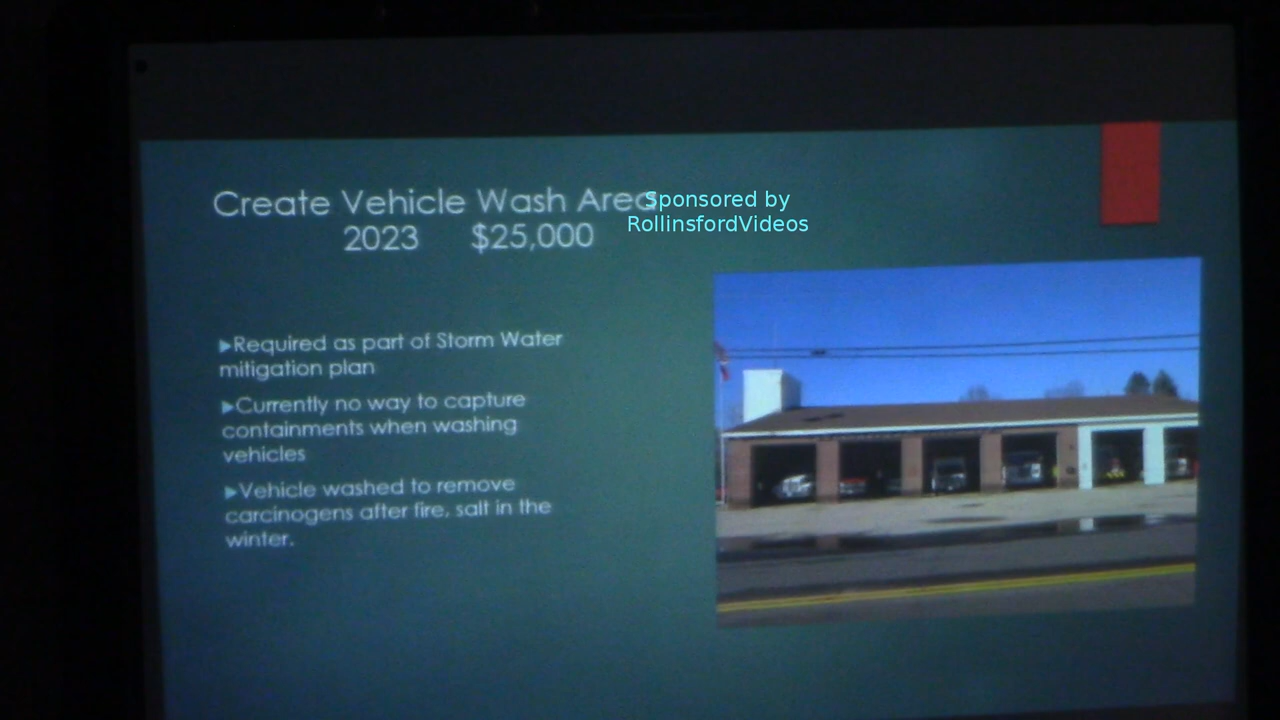 Create Vehicle Wash Area
2023 $25,000
Sponsored by
RollinsfordVideos
▶Required as part of Storm Water
mitigation plan
▶Currently no way to capture
containments when washing
vehicles
▶Vehicle washed to remove
carcinogens after fire, salt in the
winter.